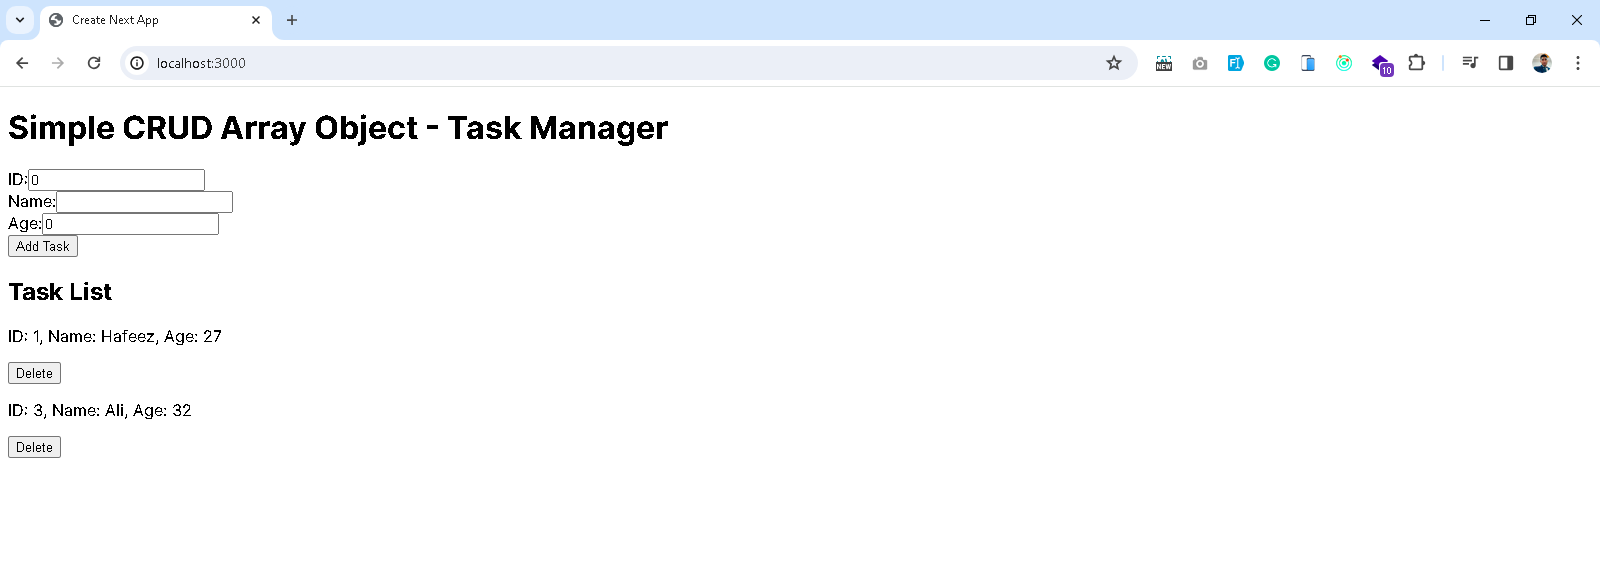 Create Next App
localhost:3000
NEW
10
Simple CRUD Array Object - Task Manager
ID: 0
Name:
Age: 0
Add Task
Task List
ID: 1, Name: Hafeez, Age: 27
Delete
ID: 3, Name: Ali, Age: 32
Delete